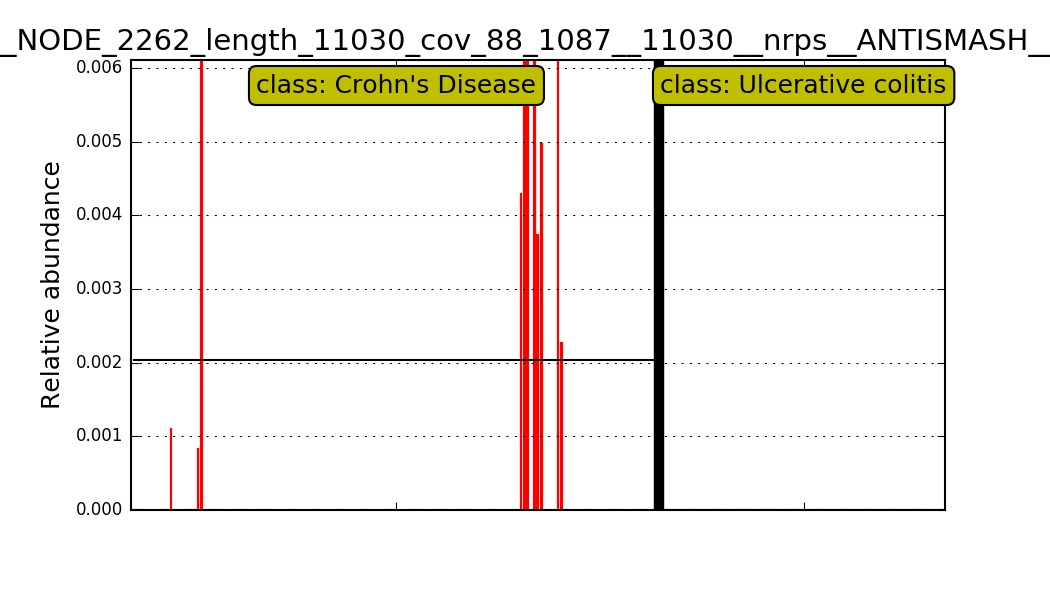 _NODE_2262_length_11030_cov_88_1087__11030__nrps__ANTISMASH__
0.006
class: Crohn's Disease
class: Ulcerative colitis
0.005
0.004
0.003
0.002
0.001
0.000
Relative abundance